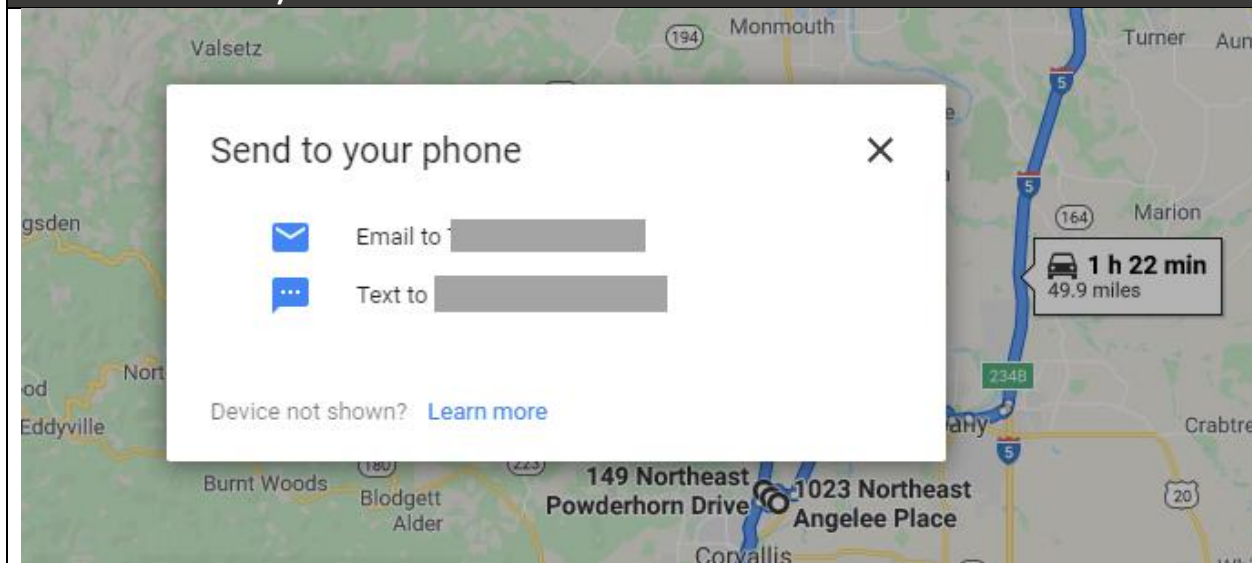 Valsetz
194
Monmouth
Turner
5
Send to your phone
gsden
Email to
Text to
5
164
Marion
1 h 22 min
49.9 miles
Nort
od
234B
Device not shown? Learn more
Eddyville
any
Crabtre
5
180
223
Burnt Woods
Blodgett
Alder
149 Northeast
Powderhorn Drive
1023 Northeast
Angelee Place
20
Corvallis